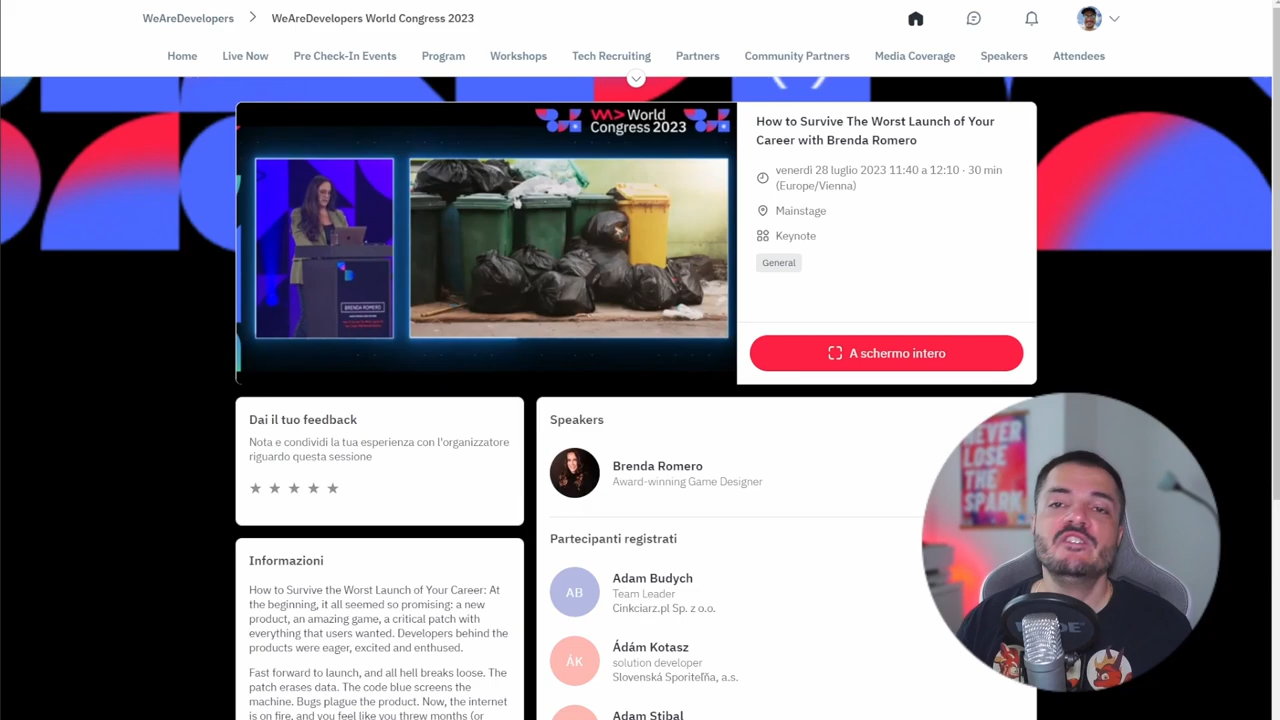 WeAreDevelopers
WeAreDevelopers World Congress 2023
Home
Live Now
Pre Check-In Events
Program
Workshops
Tech Recruiting
Partners
Community Partners
Media Coverage
Speakers
Attendees
World
Congress 2023
BRENDA ROMERO
How to Survive The Worst Launch of Your
Career with Brenda Romero
venerdì 28 luglio 2023 11:40 a 12:10 · 30 min
(Europe/Vienna)
Mainstage
Keynote
General
A schermo intero
Dai il tuo feedback
Nota e condividi la tua esperienza con l'organizzatore
riguardo questa sessione
Speakers
Brenda Romero
Award-winning Game Designer
Partecipanti registrati
AB
Adam Budych
Team Leader
Cinkciarz.pl Sp. z o.o.
ÁK
Ádám Kotasz
solution developer
Slovenská Sporiteľňa, a.s.
Adam Stibal
Informazioni
How to Survive the Worst Launch of Your Career: At
the beginning, it all seemed so promising: a new
product, an amazing game, a critical patch with
everything that users wanted. Developers behind the
products were eager, excited and enthused.
Fast forward to launch, and all hell breaks loose. The
patch erases data. The code blue screens the
machine. Bugs plague the product. Now, the internet
is on fire, and you feel like you threw months (or
NEVER
LOSE
THE
SPARK